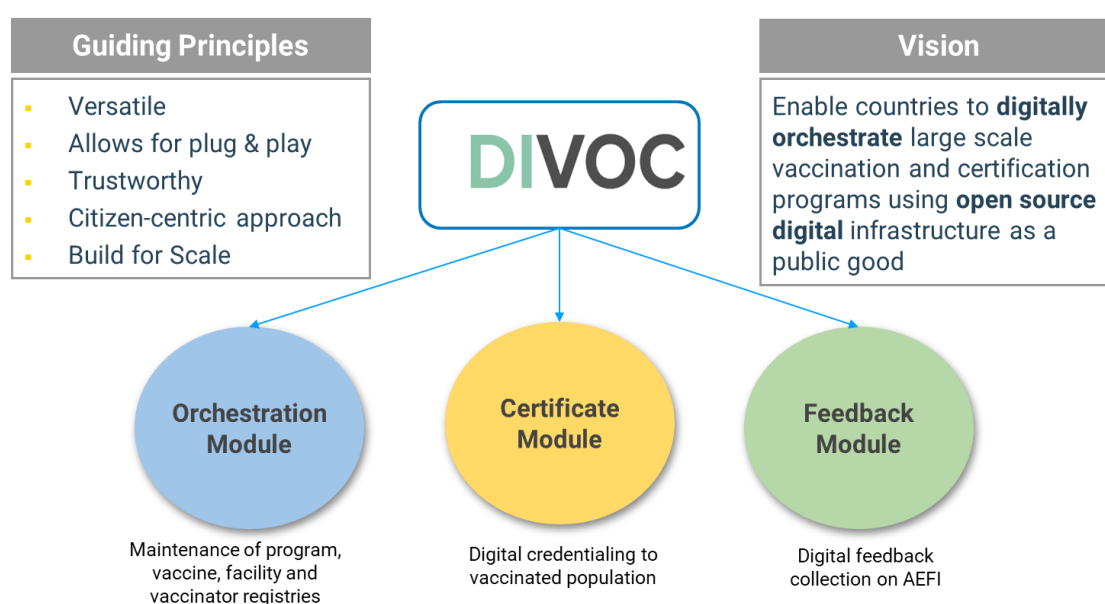 Guiding Principles
Versatile
Allows for plug & play
Trustworthy
Citizen-centric approach
Build for Scale
DIVOC
Vision
Enable countries to digitally
orchestrate large scale
vaccination and certification
programs using open source
digital infrastructure as a
public good
Orchestration
Module
Maintenance of program,
vaccine, facility and
vaccinator registries
Certificate
Module
Digital credentialing to
vaccinated population
Feedback
Module
Digital feedback
collection on AEFI